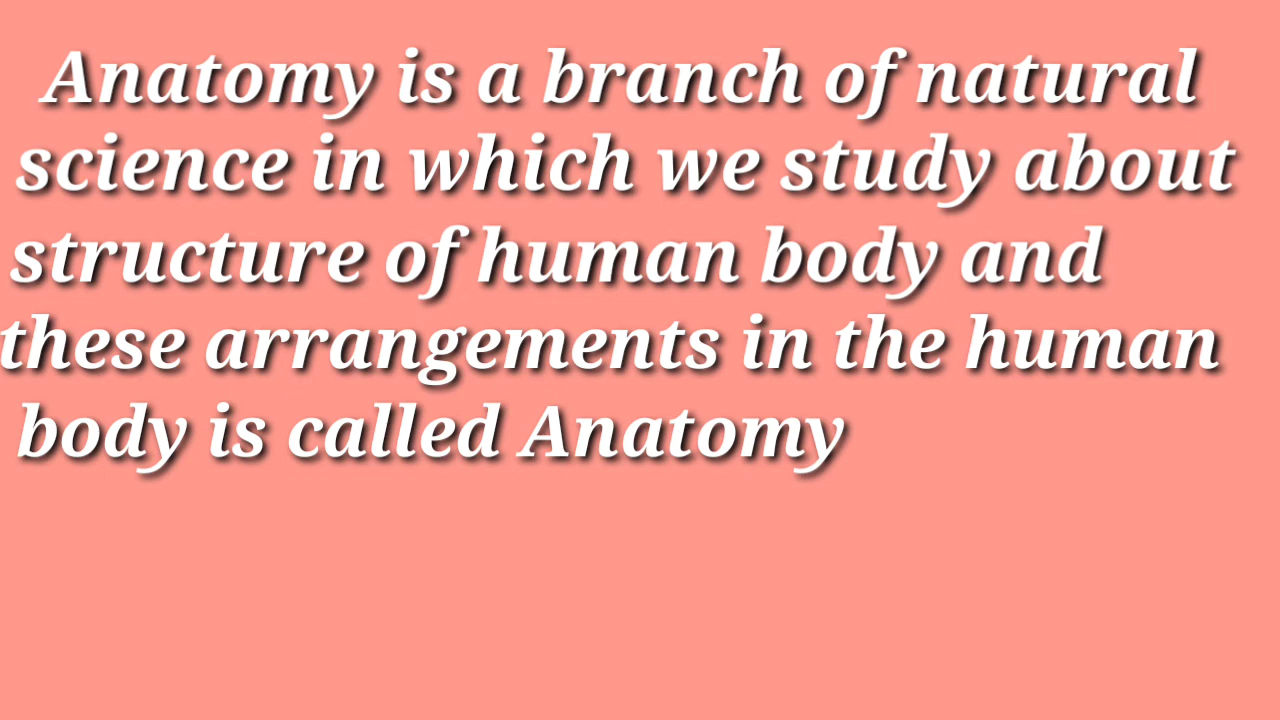 Anatomy is a branch of natural
science in which we study about
structure of human body and
these arrangements in the human
body is called Anatomy